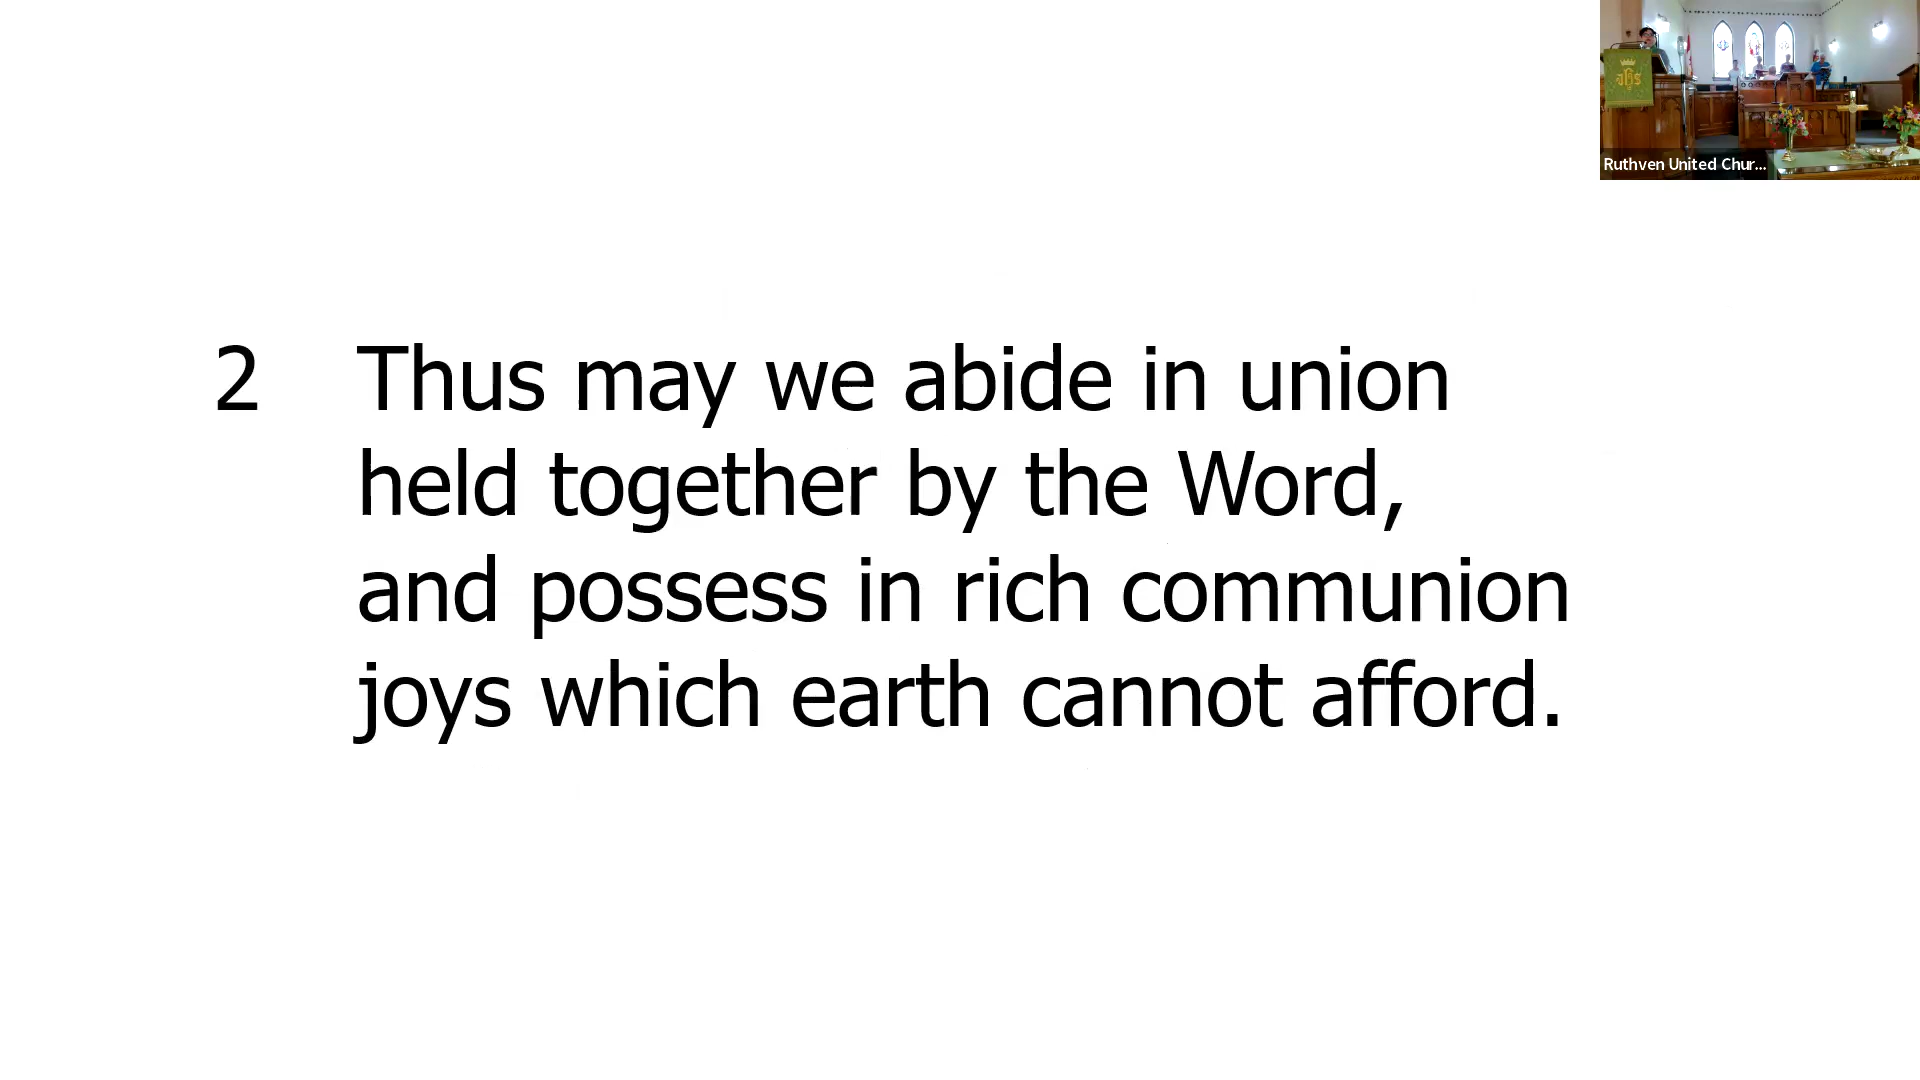 Ruthven United Chur...
2 Thus may we abide in union
held together by the Word,
and possess in rich communion
joys which earth cannot afford.